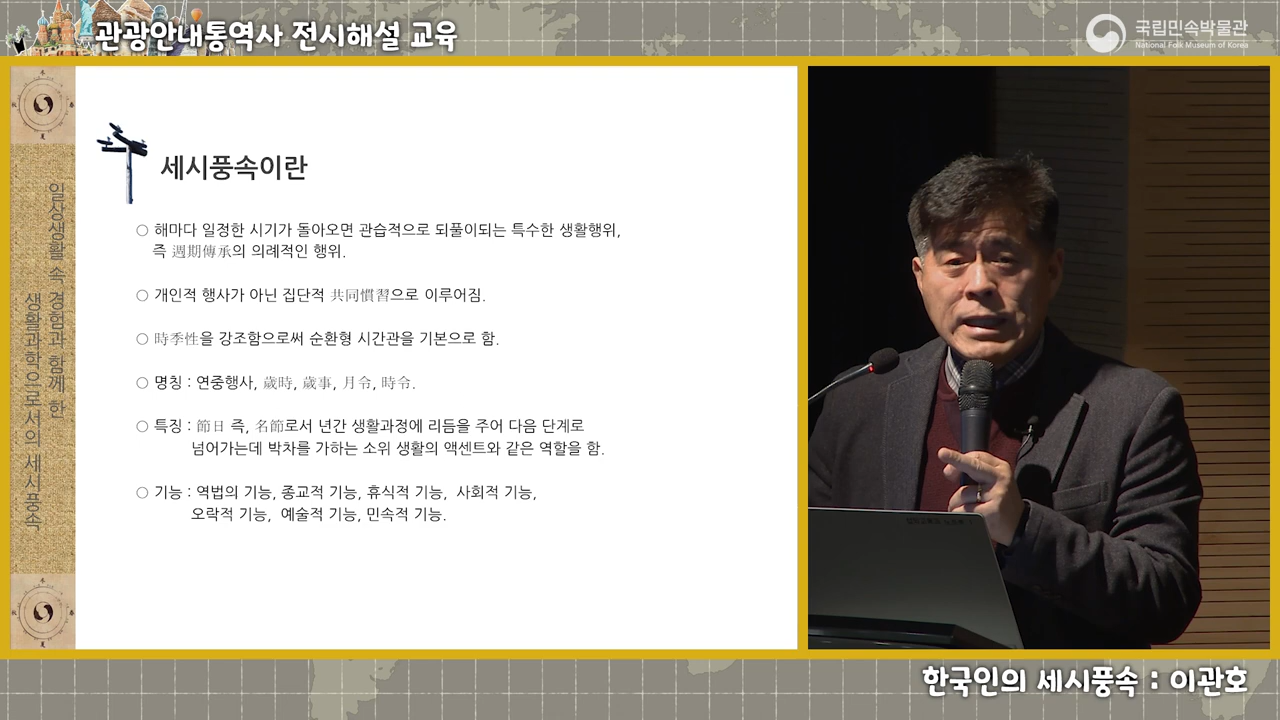 관광안내통역사 전시해설 교육
국립민속박물관
National Folk Museum of Korea
일상생활 속 경험과 함께 한
생활과학으로서의 세시풍속
세시풍속이란
○ 해마다 일정한 시기가 돌아오면 관습적으로 되풀이되는 특수한 생활행위,
즉 週期傳承의 의례적인 행위.
○ 개인적 행사가 아닌 집단적 共同慣習으로 이루어짐.
○ 時季性을 강조함으로써 순환형 시간관을 기본으로 함.
○ 명칭 : 연중행사, 歲時, 歲事, 月令, 時令.
○ 특징 : 節日 즉, 名節로서 년간 생활과정에 리듬을 주어 다음 단계로
넘어가는데 박차를 가하는 소위 생활의 액센트와 같은 역할을 함.
○ 기능 : 역법의 기능, 종교적 기능, 휴식적 기능, 사회적 기능,
오락적 기능, 예술적 기능, 민속적 기능.
한국인의 세시풍속 : 이관호